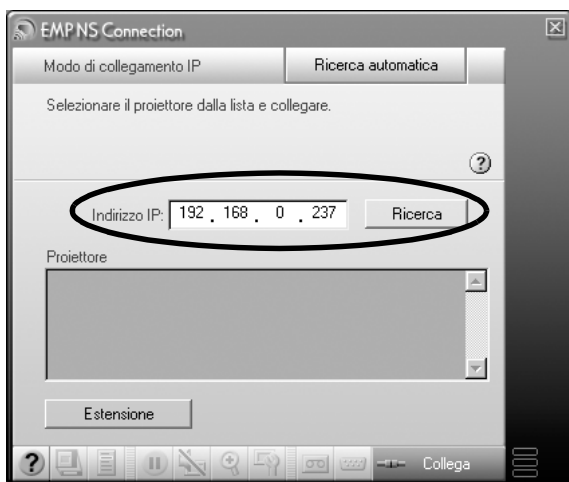 EMP NS Connection
Modo di collegamento IP
Ricerca automatica
Selezionare il proiettore dalla lista e collegare.
?
Indirizzo IP: 192 . 168 . 0 . 237 Ricerca
Proiettore
Estensione
? Collega